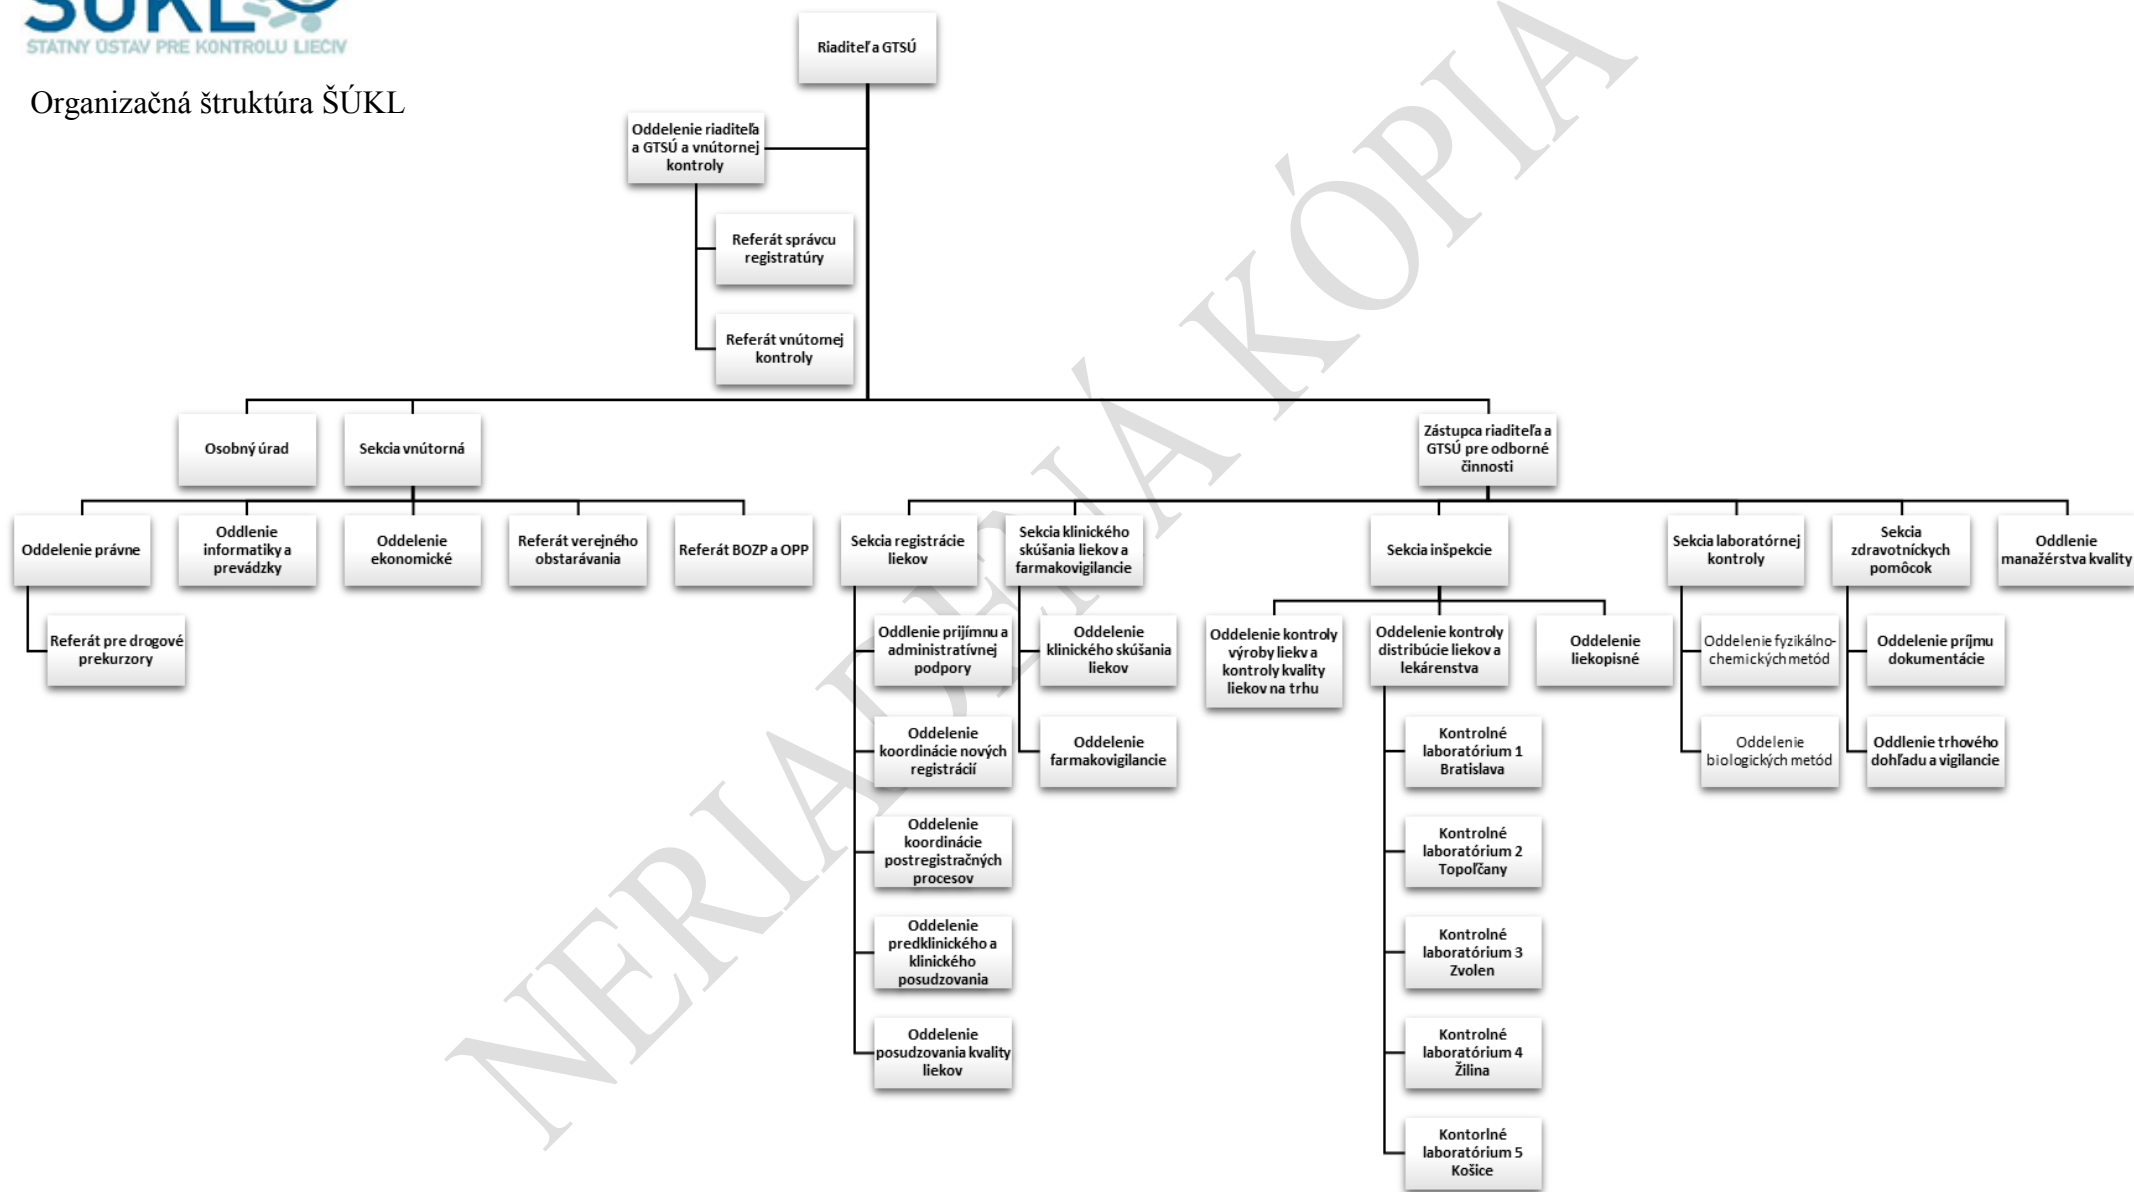 ŠÚKL
ŠTÁTNY ÚSTAV PRE KONTROLU LIEČIV
Organizačná štruktúra ŠÚKL
Riaditeľ a GTSÚ
Oddelenie riaditeľa
a GTSÚ a vnútornej
kontroly
Referát správcu
registratúry
Referát vnútornej
kontroly
Osobný úrad
Sekcia vnútorná
Zástupca riaditeľa a
GTSÚ pre odborné
činnosti
Oddelenie právne
Oddlenie
informatiky a
prevádzky
Oddelenie
ekonomické
Referát verejného
obstarávania
Referát BOZP a OPP
Sekcia registrácie
liekov
Sekcia klinického
skúšania liekov a
farmakovigilancie
Sekcia inšpekcie
Sekcia laboratórnej
kontroly
Sekcia
zdravotníckych
pomôcok
Oddlenie
manažérstva kvality
Referát pre drogové
prekurzory
Oddlenie prijímnu a
administratívnej
podpory
Oddelenie
koordinácie nových
registrácií
Oddelenie
koordinácie
postregistračných
procesov
Oddelenie
predklinického a
klinického
posudzovania
Oddelenie
posudzovania kvality
liekov
Oddelenie
klinického skúšania
liekov
Oddelenie
farmakovigilancie
Oddelenie kontroly
výroby liekv a
kontroly kvality
liekov na trhu
Oddelenie kontroly
distribúcie liekov a
lekárenstva
Oddelenie
liekopisné
Kontrolné
laboratórium 1
Bratislava
Kontrolné
laboratórium 2
Topoľčany
Kontrolné
laboratórium 3
Zvolen
Kontrolné
laboratórium 4
Žilina
Kontorlné
laboratórium 5
Košice
Oddelenie fyzikálno-
chemických metód
Oddelenie
biologických metód
Oddelenie príjmu
dokumentácie
Oddlenie trhového
dohľadu a vigilancie
NERIADENÁ KÓPIA